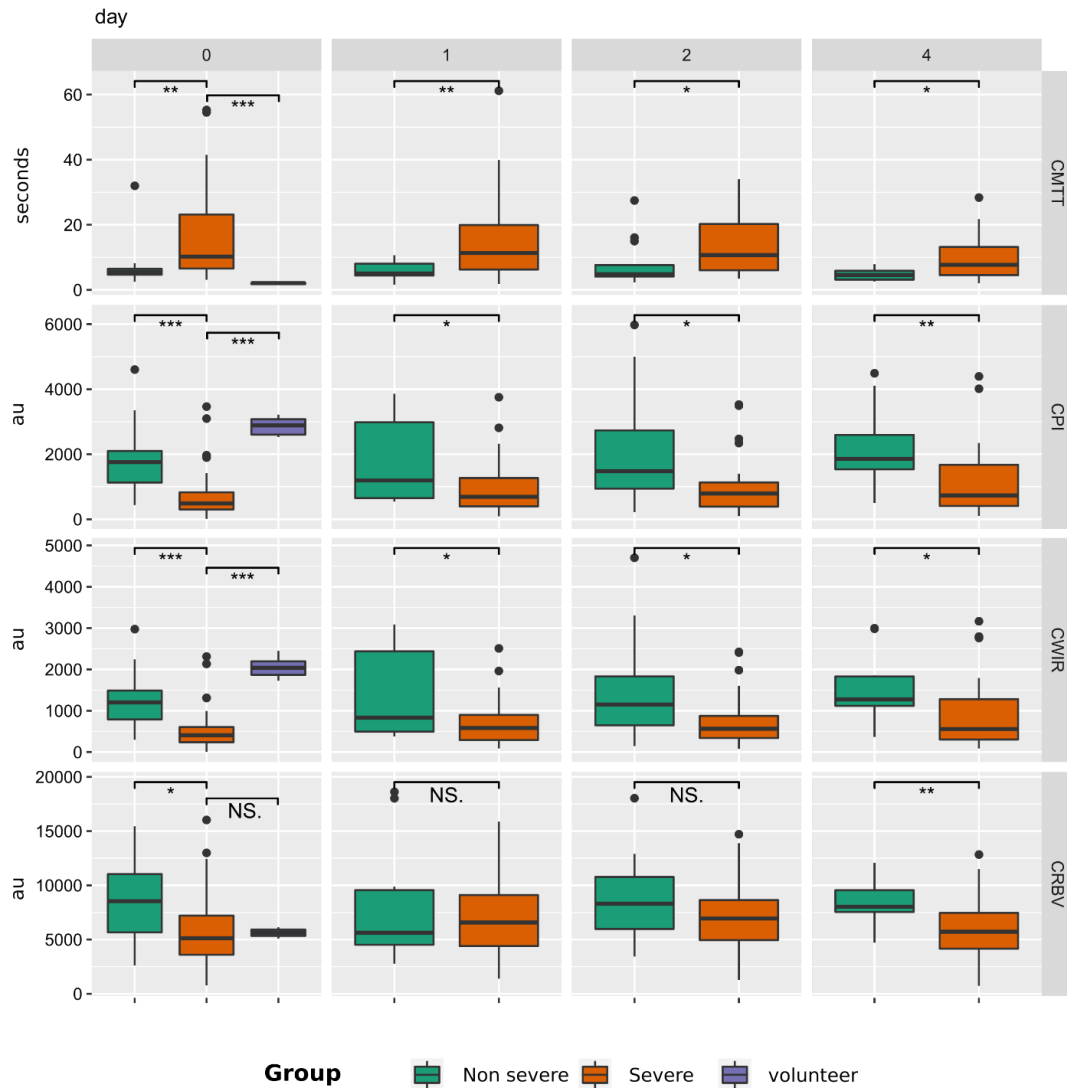 day
0 1 2 4
60
40
20
0
seconds
** *** ** * *
CMTT
6000
4000
2000
0
au
*** *** * * **
CPI
5000
4000
3000
2000
1000
0
au
*** *** * * *
CWIR
20000
15000
10000
5000
0
au
* NS. NS. NS. **
CRBV
Group Non severe Severe volunteer